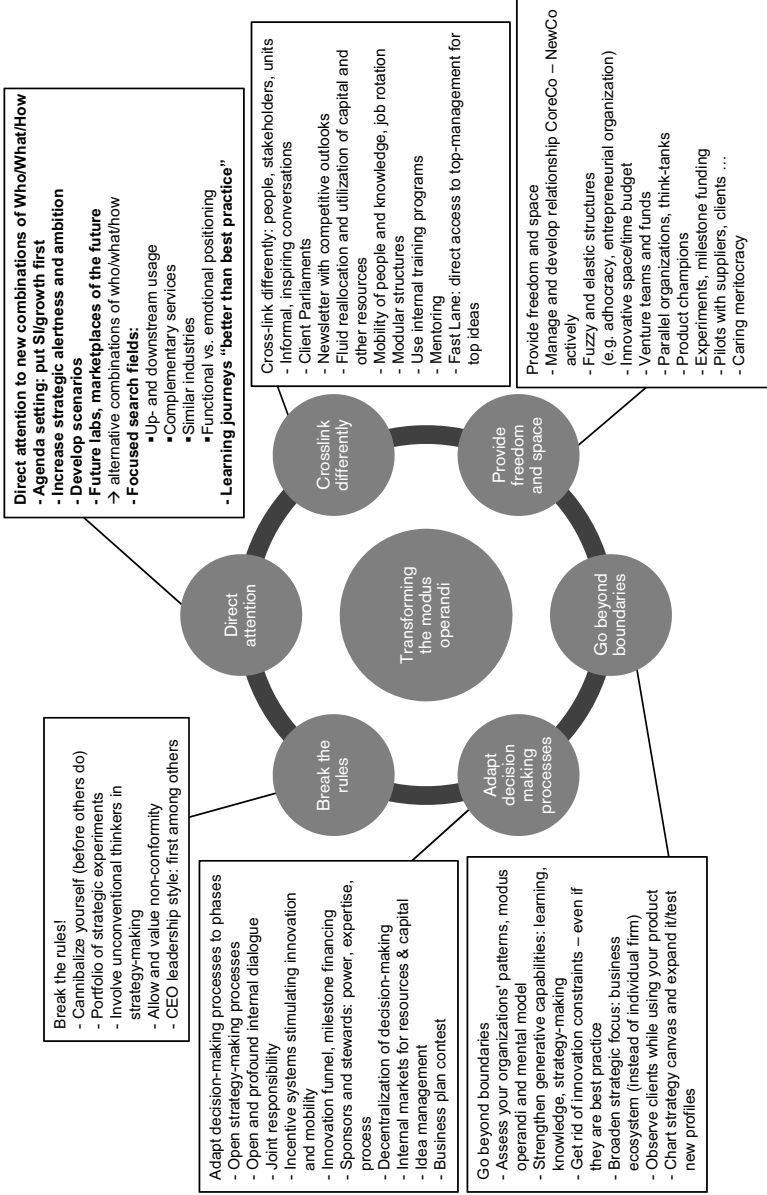 Direct attention to new combinations of Who/What/How
- Agenda setting: put SI/growth first
- Increase strategic alertness and ambition
- Develop scenarios
- Future labs, marketplaces of the future
→ alternative combinations of who/what/how
- Focused search fields:
▪Up- and downstream usage
▪Complementary services
▪Similar industries
▪Functional vs. emotional positioning
- Learning journeys “better than best practice”
Cross-link differently: people, stakeholders, units
- Informal, inspiring conversations
- Client Parliaments
- Newsletter with competitive outlooks
- Fluid reallocation and utilization of capital and
other resources
- Mobility of people and knowledge, job rotation
- Modular structures
- Use internal training programs
- Mentoring
- Fast Lane: direct access to top-management for
top ideas
Provide freedom and space
- Manage and develop relationship CoreCo – NewCo
actively
- Fuzzy and elastic structures
(e.g. adhocracy, entrepreneurial organization)
- Innovative space/time budget
- Venture teams and funds
- Parallel organizations, think-tanks
- Product champions
- Experiments, milestone funding
- Pilots with suppliers, clients …
- Caring meritocracy
Direct
attention
Crosslink
differently
Provide
freedom
and space
Transforming
the modus
operandi
Go beyond
boundaries
Break the
rules
Adapt
decision
making
processes
Break the rules!
- Cannibalize yourself (before others do)
- Portfolio of strategic experiments
- Involve unconventional thinkers in
strategy-making
- Allow and value non-conformity
- CEO leadership style: first among others
Adapt decision-making processes to phases
- Open strategy-making processes
- Open and profound internal dialogue
- Joint responsibility
- Incentive systems stimulating innovation
and mobility
- Innovation funnel, milestone financing
- Sponsors and stewards: power, expertise,
process
- Decentralization of decision-making
- Internal markets for resources & capital
- Idea management
- Business plan contest
Go beyond boundaries
- Assess your organizations’ patterns, modus
operandi and mental model
- Strengthen generative capabilities: learning,
knowledge, strategy-making
- Get rid of innovation constraints – even if
they are best practice
- Broaden strategic focus: business
ecosystem (instead of individual firm)
- Observe clients while using your product
- Chart strategy canvas and expand it/test
new profiles